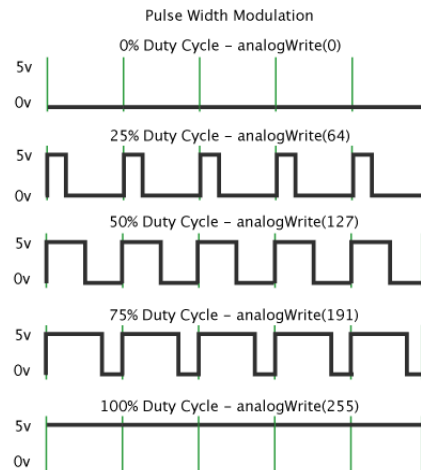 Pulse Width Modulation
0% Duty Cycle – analogWrite(0)
5v
0v
25% Duty Cycle – analogWrite(64)
5v
0v
50% Duty Cycle – analogWrite(127)
5v
0v
75% Duty Cycle – analogWrite(191)
5v
0v
100% Duty Cycle – analogWrite(255)
5v
0v